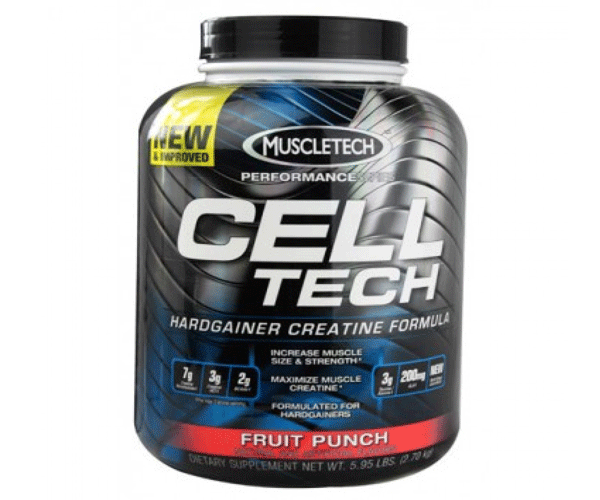 NEW
& IMPROVED
MUSCLETECH
PERFORMANCE
CELL
TECH
HARDGAINER CREATINE FORMULA
INCREASE MUSCLE
SIZE & STRENGTH*
7g
3g
2g
MAXIMIZE MUSCLE
CREATINE*
3g
200mg
NEW
FORMULATED FOR
HARDGAINERS
FRUIT PUNCH
DIETARY SUPPLEMENT NET WT. 5.95 LBS. (2.70 kg)